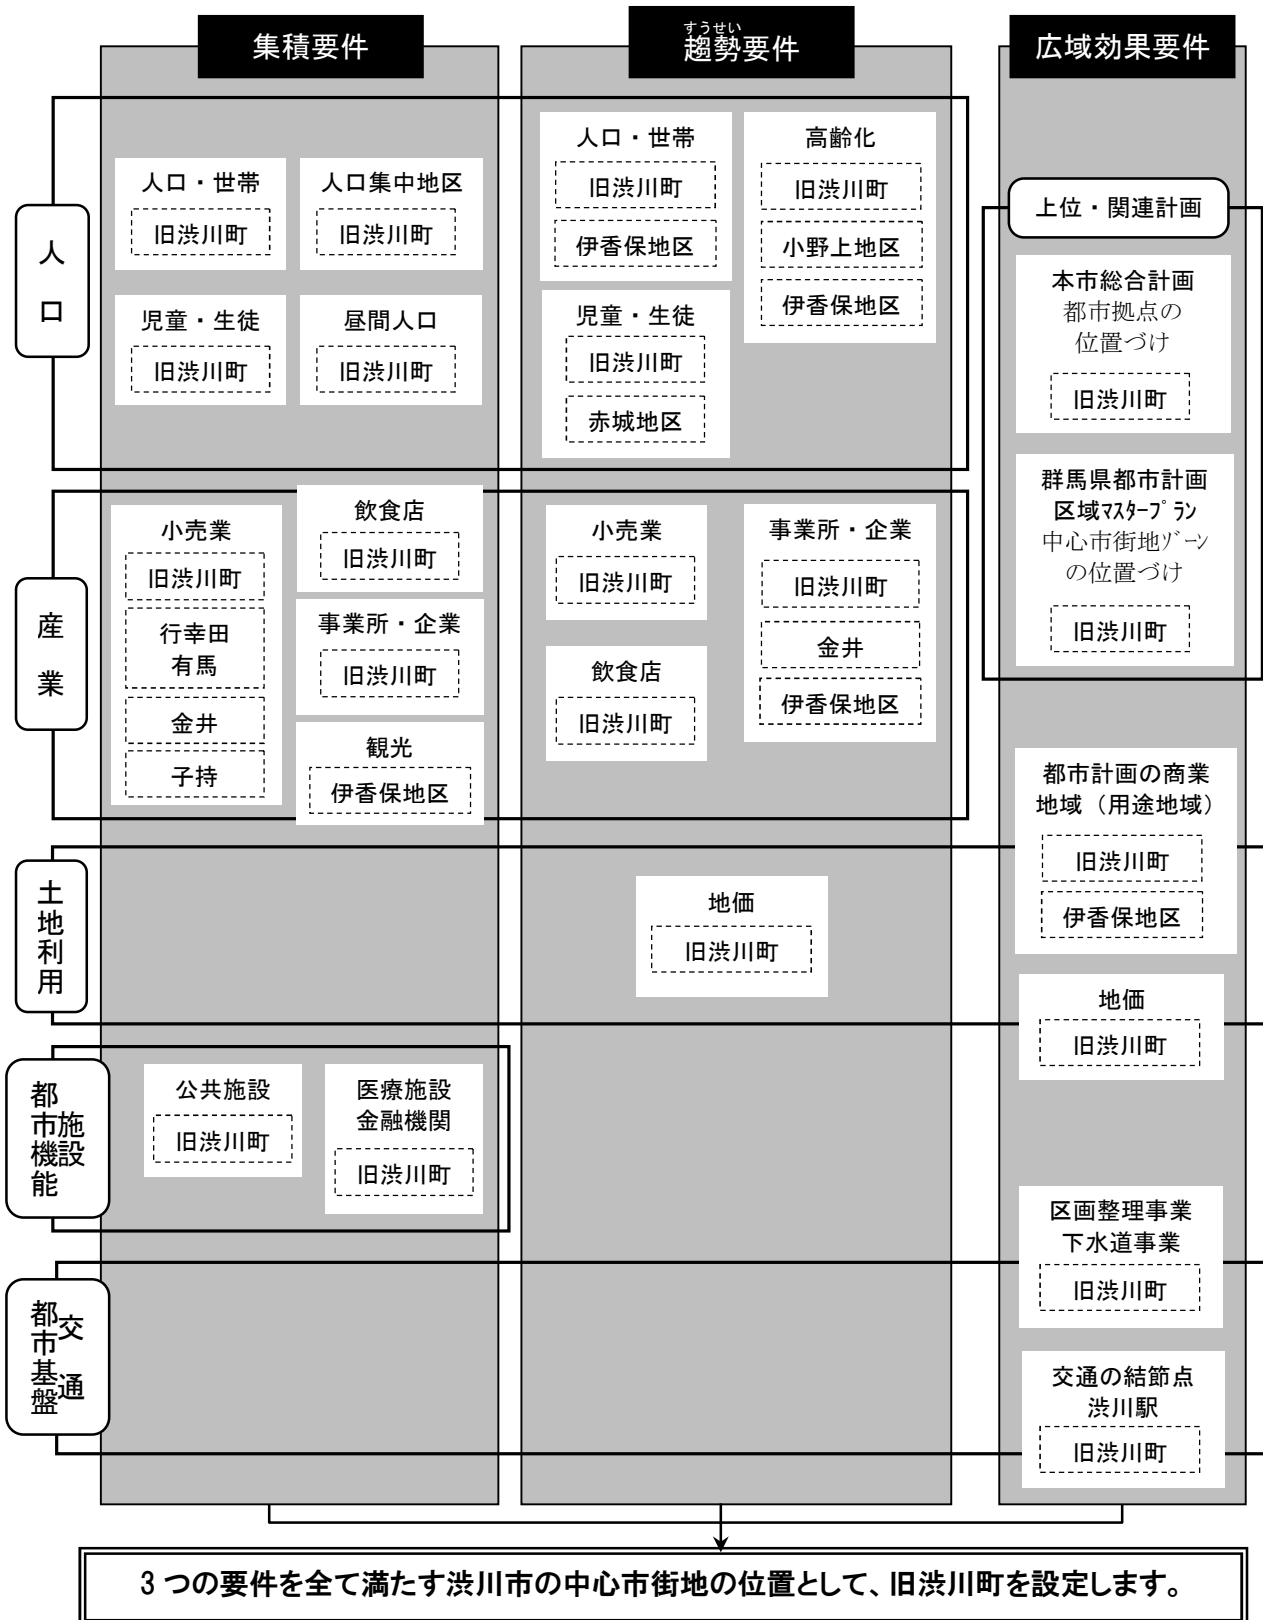 集積要件
すうせい
趨勢要件
広域効果要件
人口
人口・世帯
旧渋川町
人口集中地区
旧渋川町
児童・生徒
旧渋川町
昼間人口
旧渋川町
人口・世帯
旧渋川町
伊香保地区
高齢化
旧渋川町
小野上地区
伊香保地区
児童・生徒
旧渋川町
赤城地区
上位・関連計画
本市総合計画
都市拠点の
位置づけ
旧渋川町
群馬県都市計画
区域ﾏｽﾀｰﾌﾟﾗﾝ
中心市街地ｿﾞｰﾝ
の位置づけ
旧渋川町
産業
小売業
旧渋川町
行幸田
有馬
金井
子持
飲食店
旧渋川町
事業所・企業
旧渋川町
観光
伊香保地区
小売業
旧渋川町
飲食店
旧渋川町
事業所・企業
旧渋川町
金井
伊香保地区
都市計画の商業
地域（用途地域）
旧渋川町
伊香保地区
土地利用
地価
旧渋川町
地価
旧渋川町
都市機能
施設
公共施設
旧渋川町
医療施設
金融機関
旧渋川町
区画整理事業
下水道事業
旧渋川町
都市基盤
交通
交通の結節点
渋川駅
旧渋川町
3 つの要件を全て満たす渋川市の中心市街地の位置として、旧渋川町を設定します。